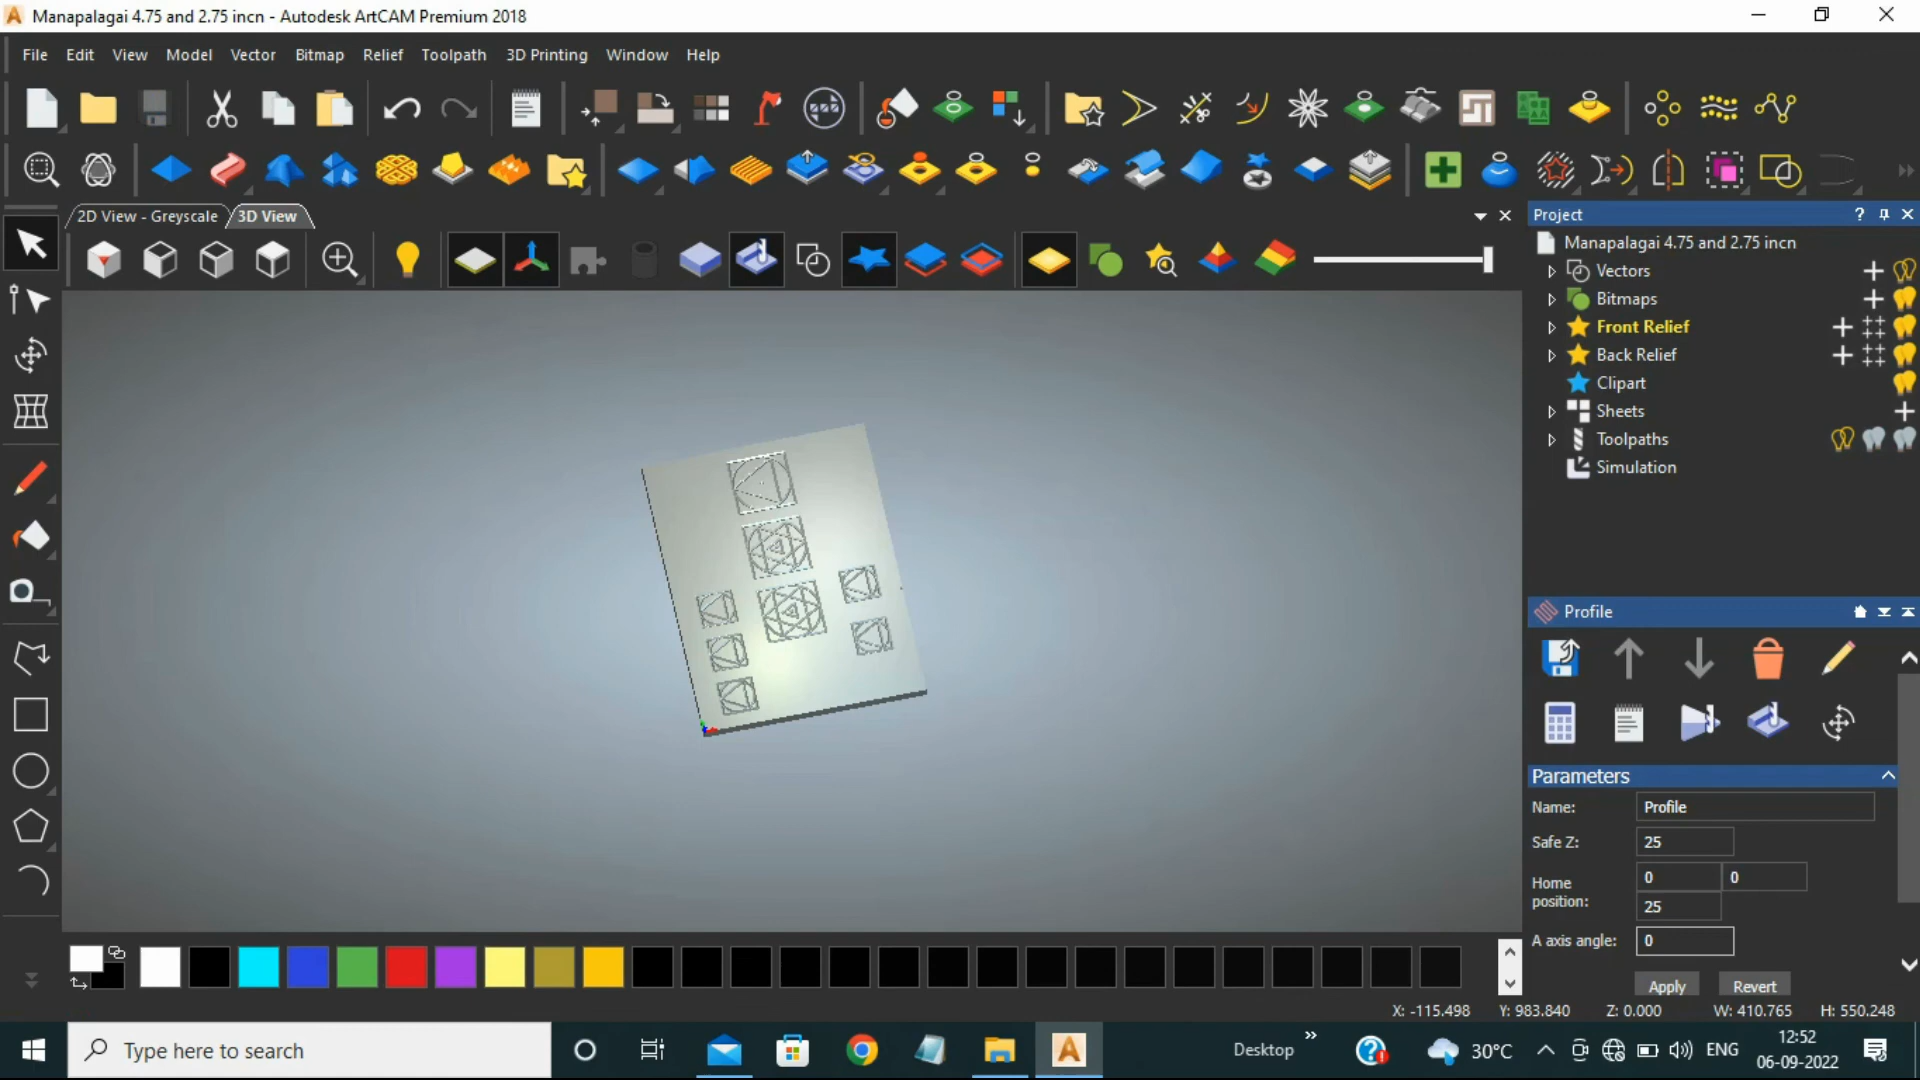 Manapalagai 4.75 and 2.75 incn - Autodesk ArtCAM Premium 2018
File Edit View Model Vector Bitmap Relief Toolpath 3D Printing Window Help
2D View - Greyscale 3D View
Project ?
Manapalagai 4.75 and 2.75 incn
Vectors
Bitmaps
Front Relief
Back Relief
Clipart
Sheets
Toolpaths
Simulation
Profile
Parameters
Name: Profile
Safe Z: 25
Home position: 0 0
25
A axis angle: 0
Apply Revert
X: -115.498 Y: 983.840 Z: 0.000 W: 410.765 H: 550.248
Type here to search
Desktop
30°C
ENG
12:52
06-09-2022